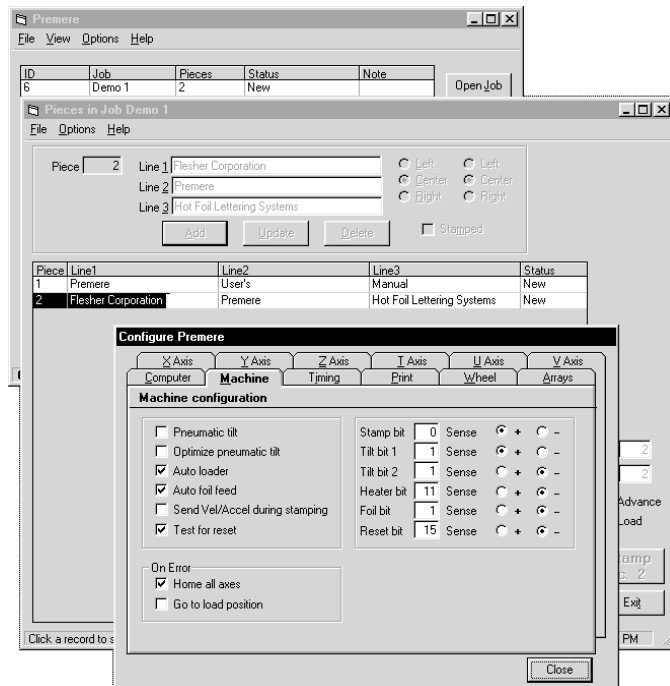 Premere
File View Options Help
ID Job Pieces Status Note
6 Demo 1 2 New
Open Job
Pieces in Job Demo 1
File Options Help
Piece 2 Line 1 Flesher Corporation Left Left
Line 2 Premere Center Center
Line 3 Hot Foil Lettering Systems Right Right
Add Update Delete Stamped
Piece Line1 Line2 Line3 Status
1 Premere User's Manual New
2 Flesher Corporation Premere Hot Foil Lettering Systems New
Configure Premere
X Axis Y Axis Z Axis T Axis U Axis V Axis
Computer Machine Timing Print Wheel Arrays
Machine configuration
Pneumatic tilt
Optimize pneumatic tilt
Auto loader
Auto foil feed
Send Vel/Accel during stamping
Test for reset
Stamp bit 0 Sense + -
Tilt bit 1 1 Sense + -
Tilt bit 2 1 Sense + -
Heater bit 11 Sense + -
Foil bit 1 Sense + -
Reset bit 15 Sense + -
On Error
Home all axes
Go to load position
2
2
Advance
Load
2
Exit
Click a record to s
PM
Close